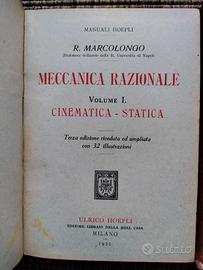 MANUALI HOEPLI
R. MARCOLONGO
Professore ordinario nella R. Università di Napoli
MECCANICA RAZIONALE
VOLUME I.
CINEMATICA - STATICA
Terza edizione riveduta ed ampliata
con 32 illustrazioni
ULRICO HOEPLI
EDITORE LIBRAIO DELLA REAL CASA
MILANO
subito